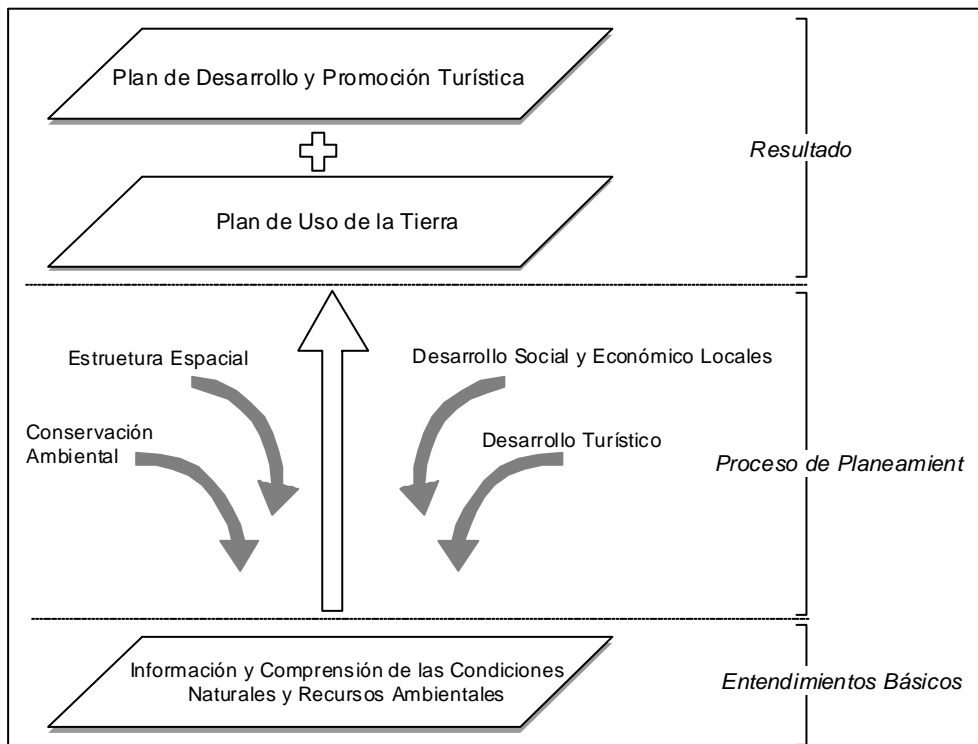 Plan de Desarrollo y Promoción Turística
Resultado
Plan de Uso de la Tierra
Estruetura Espacial
Desarrollo Social y Económico Locales
Conservación
Ambiental
Desarrollo Turístico
Proceso de Planeamient
Información y Comprensión de las Condiciones
Naturales y Recursos Ambientales
Entendimientos Básicos